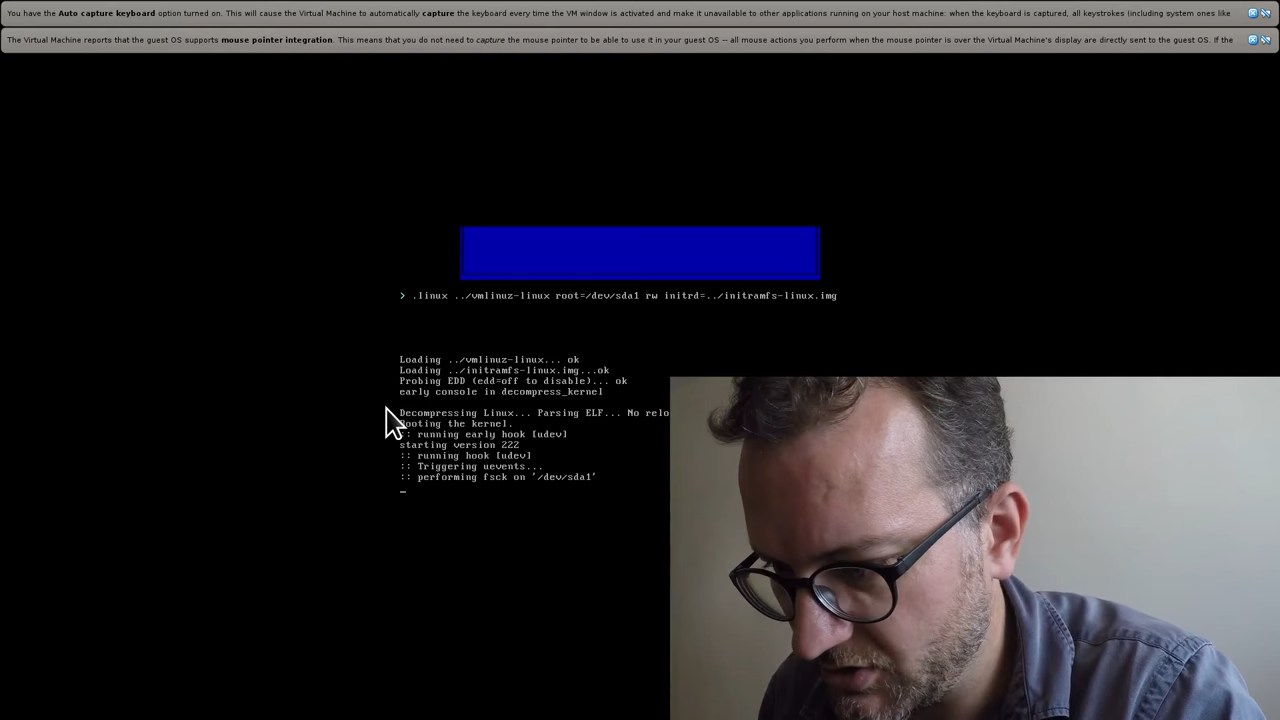 You have the Auto capture keyboard option turned on. This will cause the Virtual Machine to automatically capture the keyboard every time the VM window is activated and make it unavailable to other applications running on your host machine: when the keyboard is captured, all keystrokes (including system ones like
The Virtual Machine reports that the guest OS supports mouse pointer integration. This means that you do not need to capture the mouse pointer to be able to use it in your guest OS -- all mouse actions you perform when the mouse pointer is over the Virtual Machine's display are directly sent to the guest OS. If the
> .linux ../vmlinuz-linux root=/dev/sda1 rw initrd=../initramfs-linux.img
Loading ../vmlinuz-linux... ok
Loading ../initramfs-linux.img...ok
Probing EDD (edd=off to disable)... ok
early console in decompress_kernel
Decompressing Linux... Parsing ELF... No relo
Booting the kernel.
:: running early hook [udev]
starting version 222
:: running hook [udev]
:: Triggering uevents...
:: performing fsck on '/dev/sda1'